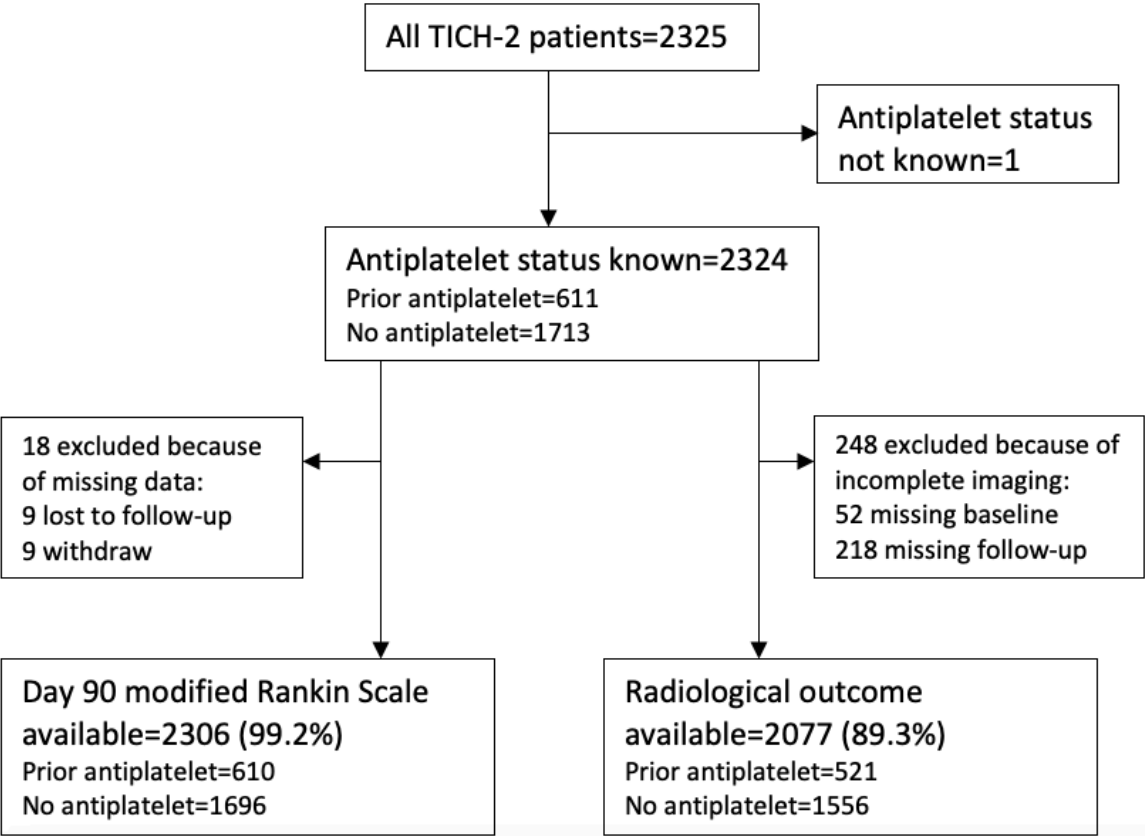 All TICH-2 patients=2325
Antiplatelet status
not known=1
Antiplatelet status known=2324
Prior antiplatelet=611
No antiplatelet=1713
18 excluded because
of missing data:
9 lost to follow-up
9 withdraw
248 excluded because of
incomplete imaging:
52 missing baseline
218 missing follow-up
Day 90 modified Rankin Scale
available=2306 (99.2%)
Prior antiplatelet=610
No antiplatelet=1696
Radiological outcome
available=2077 (89.3%)
Prior antiplatelet=521
No antiplatelet=1556